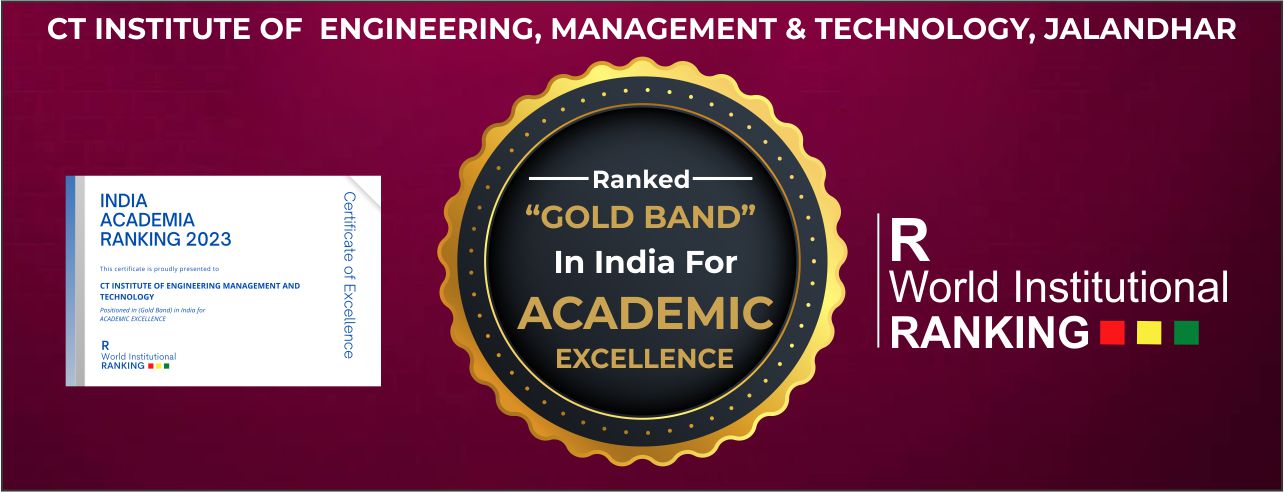 CT INSTITUTE OF ENGINEERING, MANAGEMENT & TECHNOLOGY, JALANDHAR
INDIA
ACADEMIA
RANKING 2023
This certificate is proudly presented to
CT INSTITUTE OF ENGINEERING MANAGEMENT AND
TECHNOLOGY
Positioned in (Gold Band) in India for
ACADEMIC EXCELLENCE
R
World Institutional
RANKING
Certificate of Excellence
Ranked
“GOLD BAND”
In India For
ACADEMIC
EXCELLENCE
R
World Institutional
RANKING